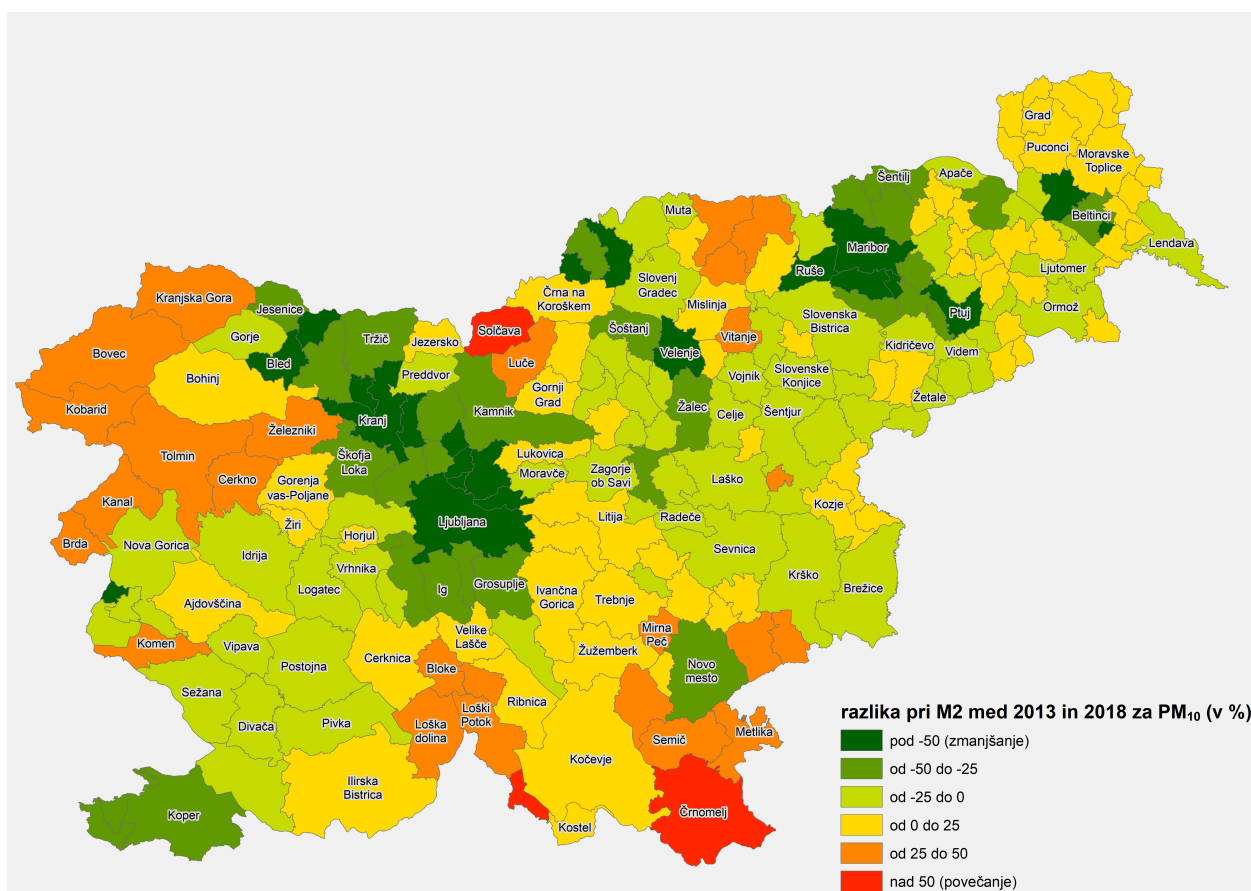 Grad
Puconci
Moravske
Toplice
Šentilj
Apače
Beltinci
Muta
Lendava
Maribor
Ljutomer
Ruše
Slovenj
Gradec
Črna na
Koroškem
Kranjska Gora
Mislinja
Ormož
Jesenice
Slovenska
Bistrica
Ptuj
Solčava
Šoštanj
Gorje
Tržič
Jezersko
Vitanje
Kidričevo
Videm
Bovec
Velenje
Bled
Luče
Preddvor
Vojnik
Slovenske
Konjice
Bohinj
Gornji
Grad
Žetale
Kobarid
Kamnik
Žalec
Celje
Šentjur
Kranj
Železniki
Tolmin
Škofja
Loka
Lukovica
Moravče
Zagorje
ob Savi
Cerkno
Gorenja
vas-Poljane
Laško
Kanal
Kozje
Žiri
Ljubljana
Litija
Radeče
Horjul
Brda
Nova Gorica
Idrija
Sevnica
Vrhnika
Krško
Logatec
Ig
Grosuplje
Ivančna
Gorica
Brežice
Ajdovščina
Trebnje
Mirna
Peč
Velike
Lašče
Komen
Vipava
Žužemberk
Cerknica
Postojna
Bloke
Novo
mesto
Sežana
Ribnica
Loški
Potok
Divača
Pivka
Loška
dolina
Semič
Metlika
Kočevje
Ilirska
Bistrica
Koper
Črnomelj
Kostel
razlika pri M2 med 2013 in 2018 za PM₁₀ (v %)
pod -50 (zmanjšanje)
od -50 do -25
od -25 do 0
od 0 do 25
od 25 do 50
nad 50 (povečanje)